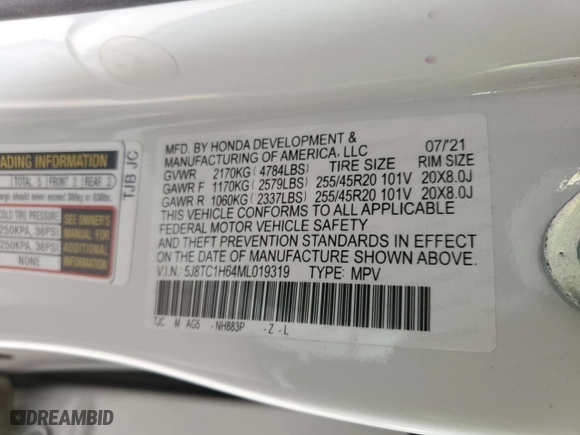 MFD. BY HONDA DEVELOPMENT &
MANUFACTURING OF AMERICA, LLC 07/21
GVWR 2170KG (4784LBS) TIRE SIZE RIM SIZE
GAWR F 1170KG (2579LBS) 255/45R20 101V 20X8.0J
GAWR R 1060KG (2337LBS) 255/45R20 101V 20X8.0J
THIS VEHICLE CONFORMS TO ALL APPLICABLE
FEDERAL MOTOR VEHICLE SAFETY
AND THEFT PREVENTION STANDARDS IN EFFECT
ON THE DATE OF MANUFACTURE SHOWN ABOVE.
V.I.N.: 5J8TC1H64ML019319 TYPE: MPV
TJC M AG5 -NH883P -Z-L
TJB JC
ADING INFORMATION
TOTAL 5 FRONT 2 REAR 3
COLD TIRE PRESSURE
250KPA, 36PSI
250KPA, 36PSI
NONE
SEE OWNER'S
MANUAL FOR
ADDITIONAL
INFORMATION
DREAMBID